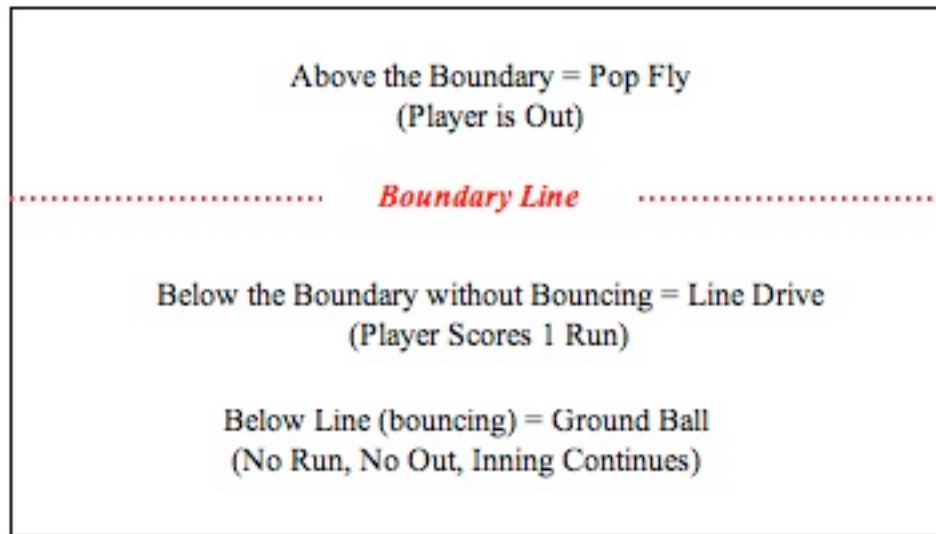 Above the Boundary = Pop Fly
(Player is Out)
Boundary Line
Below the Boundary without Bouncing = Line Drive
(Player Scores 1 Run)
Below Line (bouncing) = Ground Ball
(No Run, No Out, Inning Continues)